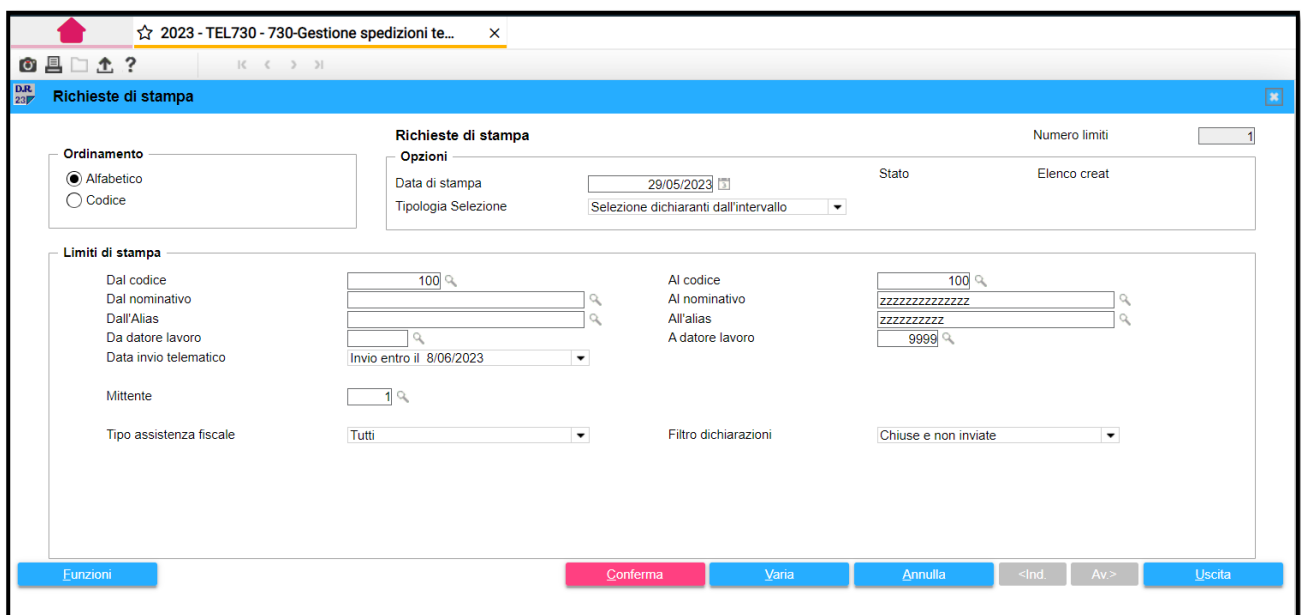 2023 - TEL730 - 730-Gestione spedizioni te... ×
?
D.R. 23 Richieste di stampa
Richieste di stampa Numero limiti 1
Ordinamento
Alfabetico
Codice
Opzioni
Data di stampa 29/05/2023 Stato Elenco creat
Tipologia Selezione Selezione dichiaranti dall'intervallo
Limiti di stampa
Dal codice 100 Al codice 100
Dal nominativo Al nominativo zzzzzzzzzzzzzz
Dall'Alias All'alias zzzzzzzzzz
Da datore lavoro A datore lavoro 9999
Data invio telematico Invio entro il 8/06/2023
Mittente 1
Tipo assistenza fiscale Tutti Filtro dichiarazioni Chiuse e non inviate
Funzioni Conferma Varia Annulla <Ind. Av.> Uscita